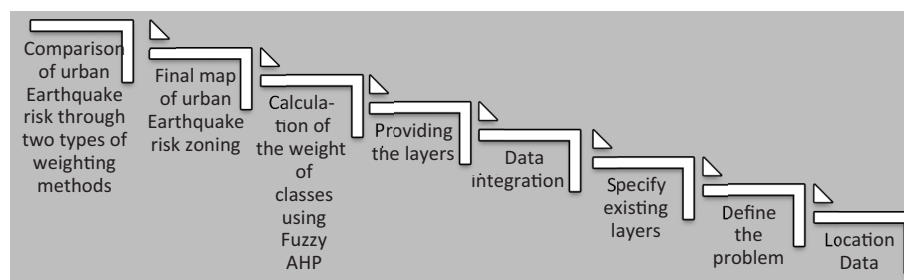 Comparison
of urban
Earthquake
risk through
two types of
weighting
methods
Final map
of urban
Earthquake
risk zoning
Calcula-
tion of
the weight
of
classes
using
Fuzzy
AHP
Providing
the layers
Data
integration
Specify
existing
layers
Define
the
problem
Location
Data